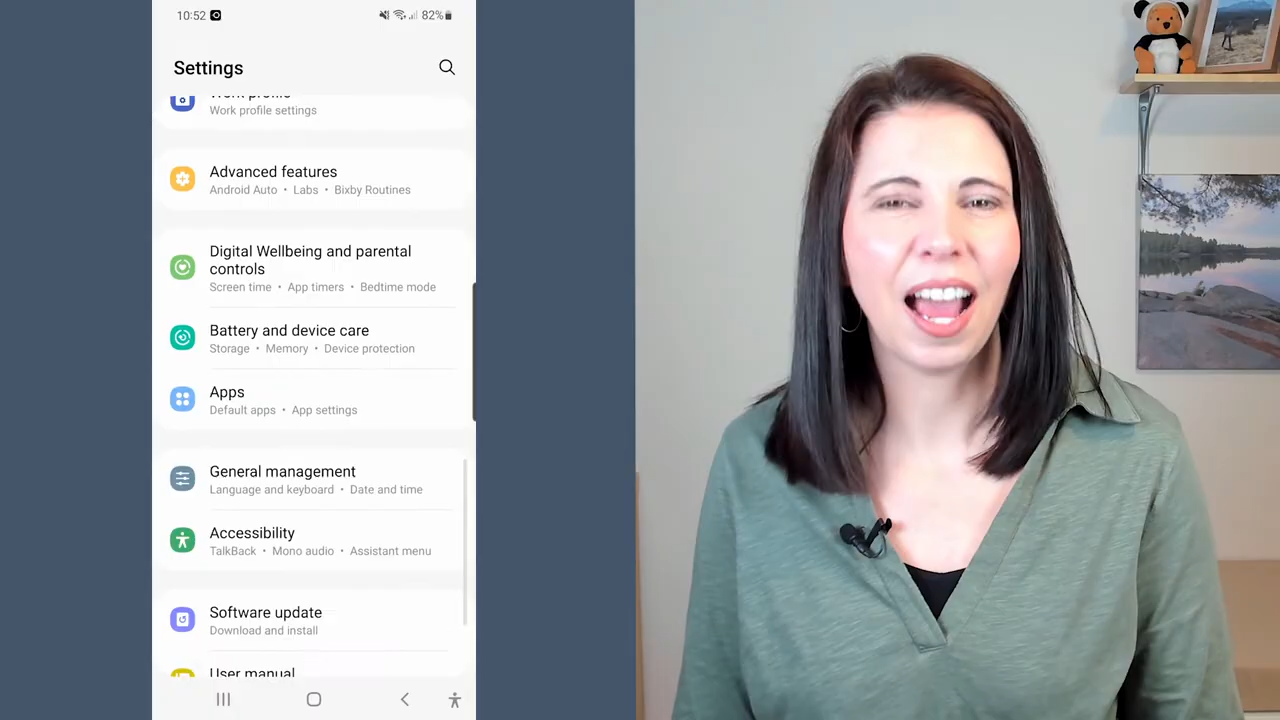 10:52
82%
Settings
Work profile
Work profile settings
Advanced features
Android Auto • Labs • Bixby Routines
Digital Wellbeing and parental
controls
Screen time • App timers • Bedtime mode
Battery and device care
Storage • Memory • Device protection
Apps
Default apps • App settings
General management
Language and keyboard • Date and time
Accessibility
TalkBack • Mono audio • Assistant menu
Software update
Download and install
User manual